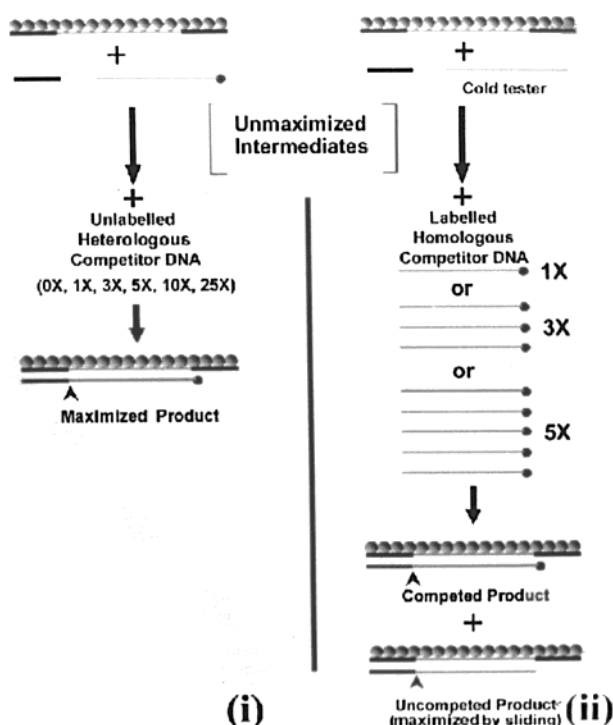 +
[Unmaximized
Intermediates]
+
Unlabelled
Heterologous
Competitor DNA
(0X, 1X, 3X, 5X, 10X, 25X)
Maximized Product
(i)
+
Cold tester
+
Labelled
Homologous
Competitor DNA
1X
or
3X
or
5X
Competed Product
+
Uncompeted Product
(maximized by sliding)
(ii)